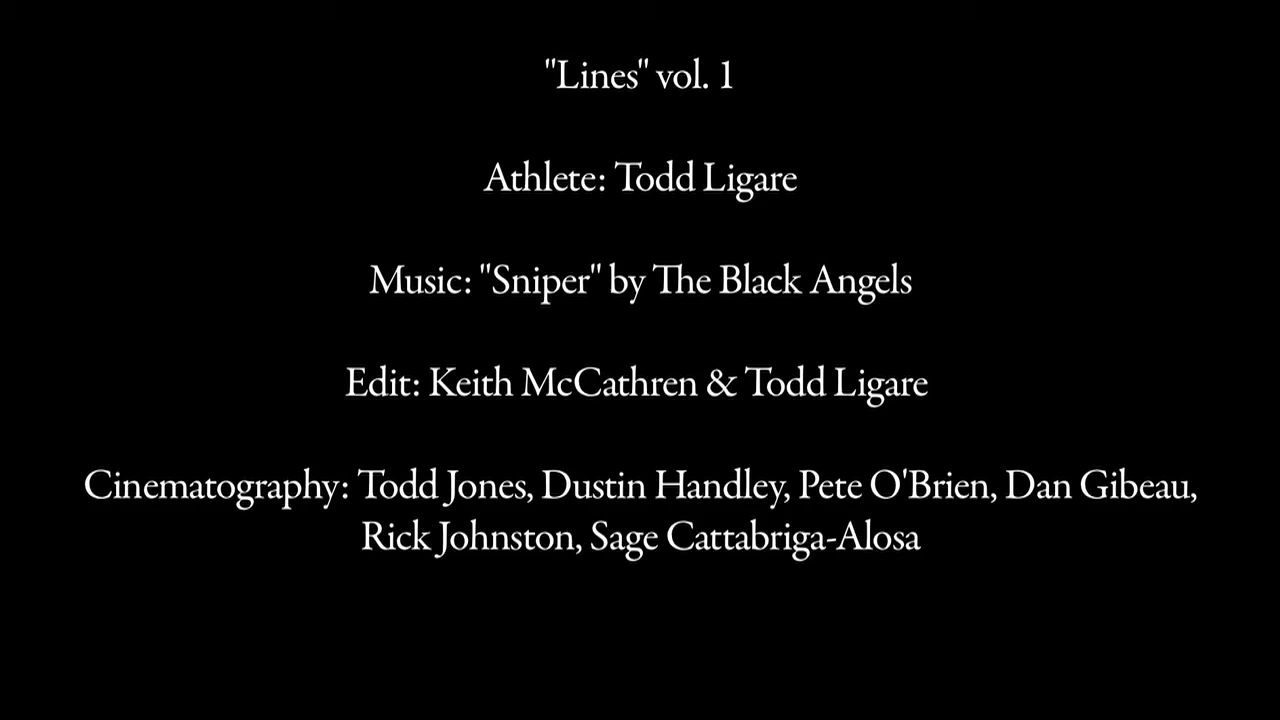 "Lines" vol. 1
Athlete: Todd Ligare
Music: "Sniper" by The Black Angels
Edit: Keith McCathren & Todd Ligare
Cinematography: Todd Jones, Dustin Handley, Pete O'Brien, Dan Gibeau,
Rick Johnston, Sage Cattabriga-Alosa